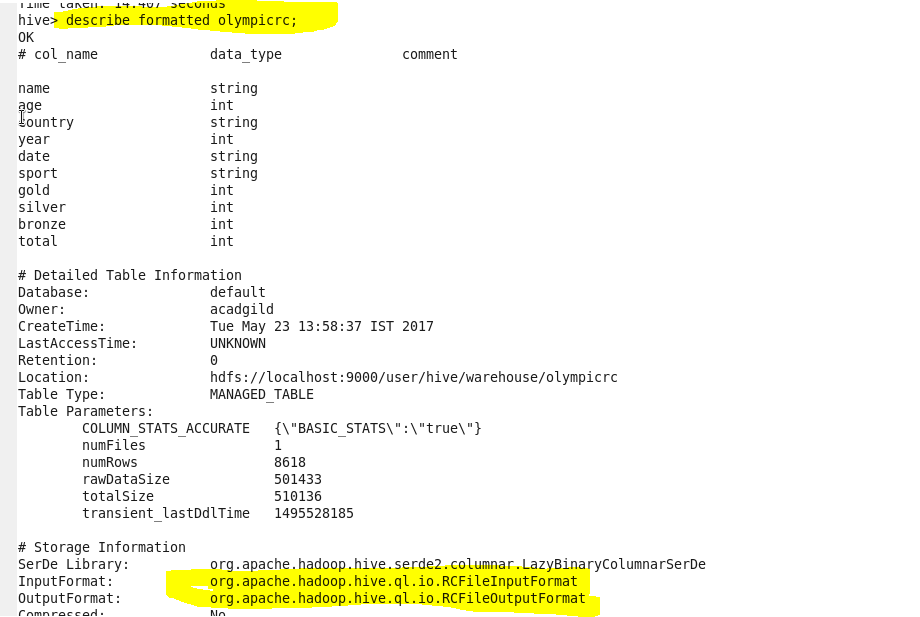 Time taken: 14.407 seconds
hive> describe formatted olympicrc;
OK
# col_name data_type comment
name string
age int
country string
year int
date string
sport string
gold int
silver int
bronze int
total int
# Detailed Table Information
Database: default
Owner: acadgild
CreateTime: Tue May 23 13:58:37 IST 2017
LastAccessTime: UNKNOWN
Retention: 0
Location: hdfs://localhost:9000/user/hive/warehouse/olympicrc
Table Type: MANAGED_TABLE
Table Parameters:
COLUMN_STATS_ACCURATE {\"BASIC_STATS\":\"true\"}
numFiles 1
numRows 8618
rawDataSize 501433
totalSize 510136
transient_lastDdlTime 1495528185
# Storage Information
SerDe Library: org.apache.hadoop.hive.serde2.columnar.LazyBinaryColumnarSerDe
InputFormat: org.apache.hadoop.hive.ql.io.RCFileInputFormat
OutputFormat: org.apache.hadoop.hive.ql.io.RCFileOutputFormat
Compressed: No